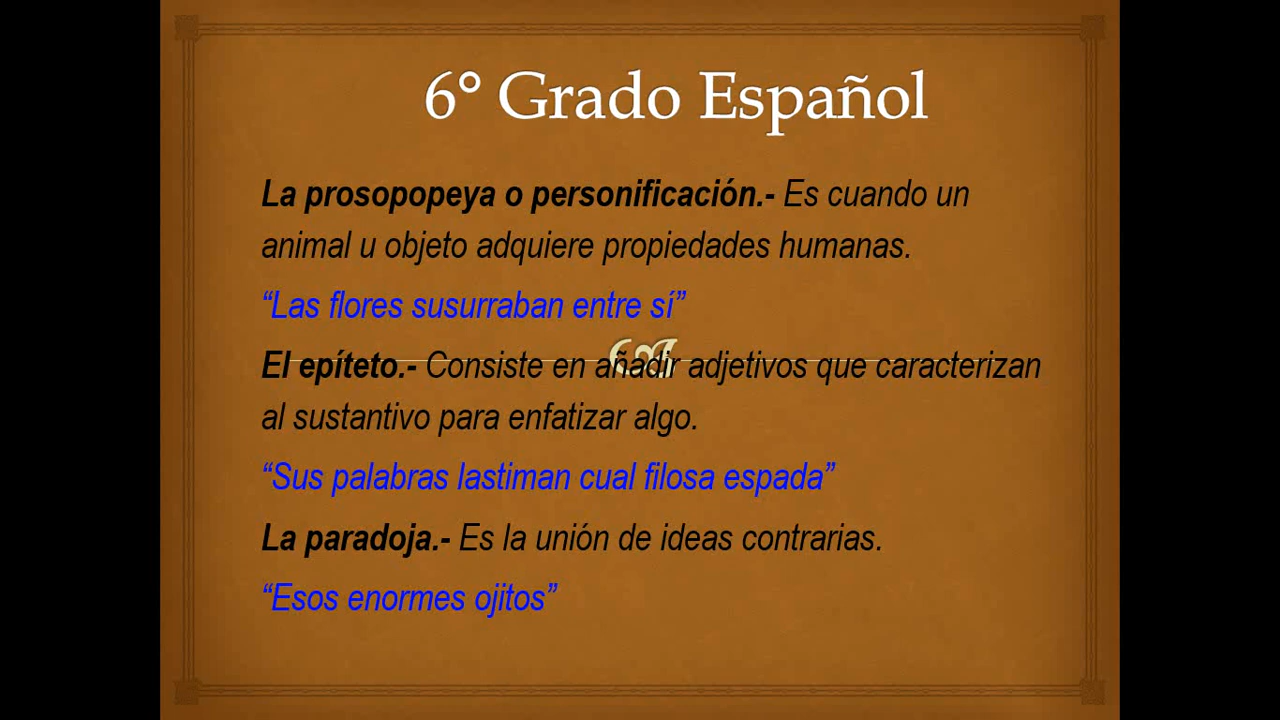 6° Grado Español
La prosopopeya o personificación.- Es cuando un
animal u objeto adquiere propiedades humanas.
“Las flores susurraban entre sí”
El epíteto.- Consiste en añadir adjetivos que caracterizan
al sustantivo para enfatizar algo.
“Sus palabras lastiman cual filosa espada”
La paradoja.- Es la unión de ideas contrarias.
“Esos enormes ojitos”